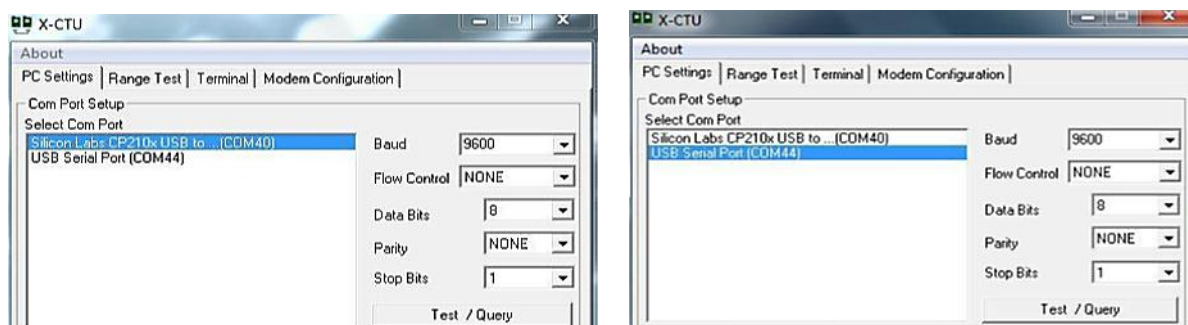 X-CTU
About
PC Settings Range Test Terminal Modem Configuration
Com Port Setup
Select Com Port
Silicon Labs CP210x USB to ...(COM40)
USB Serial Port (COM44)
Baud 9600
Flow Control NONE
Data Bits 8
Parity NONE
Stop Bits 1
Test / Query
X-CTU
About
PC Settings Range Test Terminal Modem Configuration
Com Port Setup
Select Com Port
Silicon Labs CP210x USB to ...(COM40)
USB Serial Port (COM44)
Baud 9600
Flow Control NONE
Data Bits 8
Parity NONE
Stop Bits 1
Test / Query